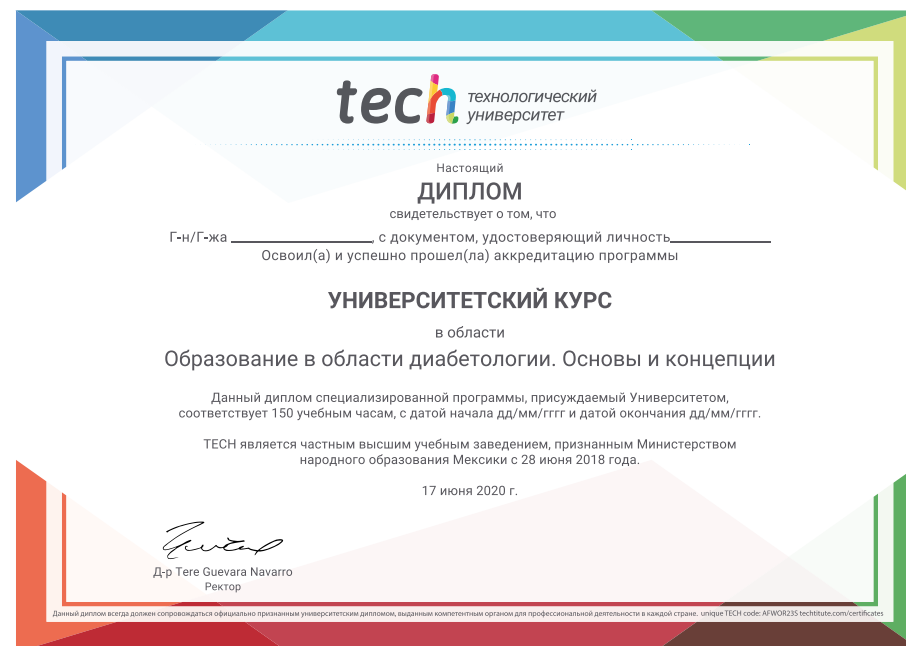 tech технологический
университет
Настоящий
ДИПЛОМ
свидетельствует о том, что
Г-н/Г-жа ____________________, с документом, удостоверяющий личность______________
Освоил(а) и успешно прошел(ла) аккредитацию программы
УНИВЕРСИТЕТСКИЙ КУРС
в области
Образование в области диабетологии. Основы и концепции
Данный диплом специализированной программы, присуждаемый Университетом,
соответствует 150 учебным часам, с датой начала дд/мм/гггг и датой окончания дд/мм/гггг.
TECH является частным высшим учебным заведением, признанным Министерством
народного образования Мексики с 28 июня 2018 года.
17 июня 2020 г.
Д-р Tere Guevara Navarro
Ректор
Данный диплом всегда должен сопровождаться официально признанным университетским дипломом, выданным компетентным органом для профессиональной деятельности в каждой стране. unique TECH code: AFWOR23S techtitute.com/certificates